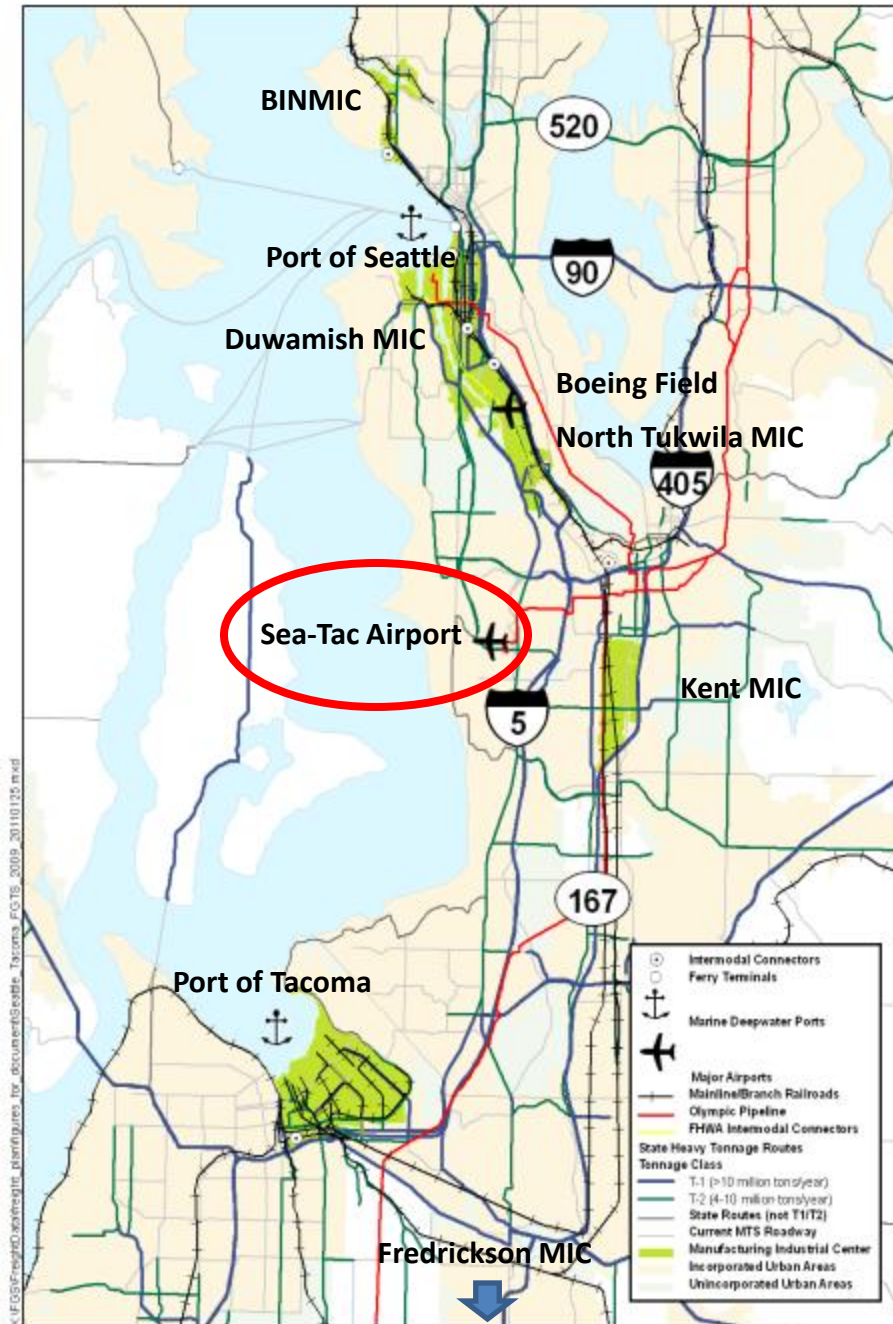 BINMIC
520
Port of Seattle
90
Duwamish MIC
Boeing Field
North Tukwila MIC
405
Sea-Tac Airport
Kent MIC
5
167
Port of Tacoma
Intermodal Connectors
Ferry Terminals
Marine Deepwater Ports
Major Airports
Mainline/Branch Railroads
Olympic Pipeline
FHWA Intermodal Connectors
State Heavy Tonnage Routes
Tonnage Class
T-1 (>10 million tons/year)
T-2 (4-10 million tons/year)
State Routes (not T1/T2)
Current MTS Roadway
Manufacturing Industrial Center
Incorporated Urban Areas
Unincorporated Urban Areas
Fredrickson MIC